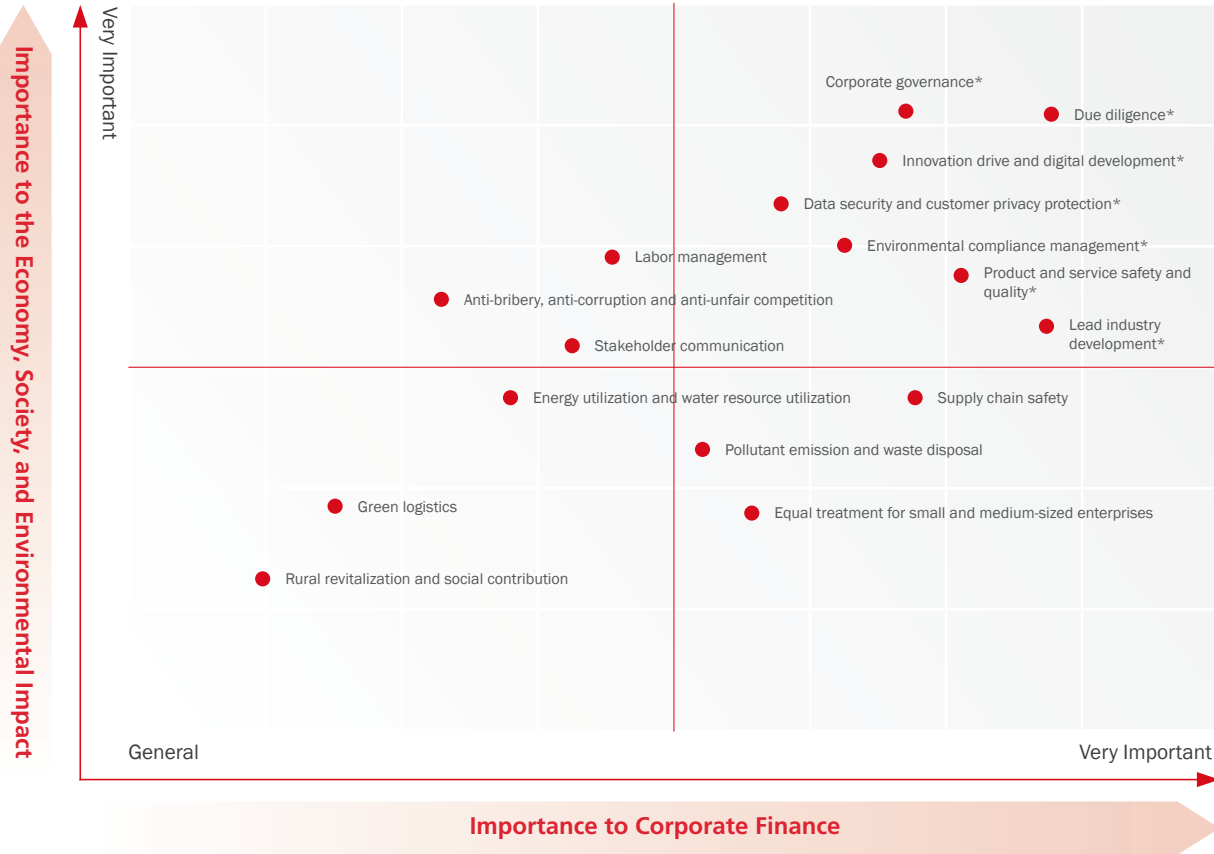 Importance to the Economy, Society, and Environmental Impact
Very Important
Corporate governance*
Due diligence*
Innovation drive and digital development*
Data security and customer privacy protection*
Environmental compliance management*
Labor management
Product and service safety and
quality*
Anti-bribery, anti-corruption and anti-unfair competition
Lead industry
development*
Stakeholder communication
Energy utilization and water resource utilization
Supply chain safety
Pollutant emission and waste disposal
Green logistics
Equal treatment for small and medium-sized enterprises
Rural revitalization and social contribution
General
Very Important
Importance to Corporate Finance